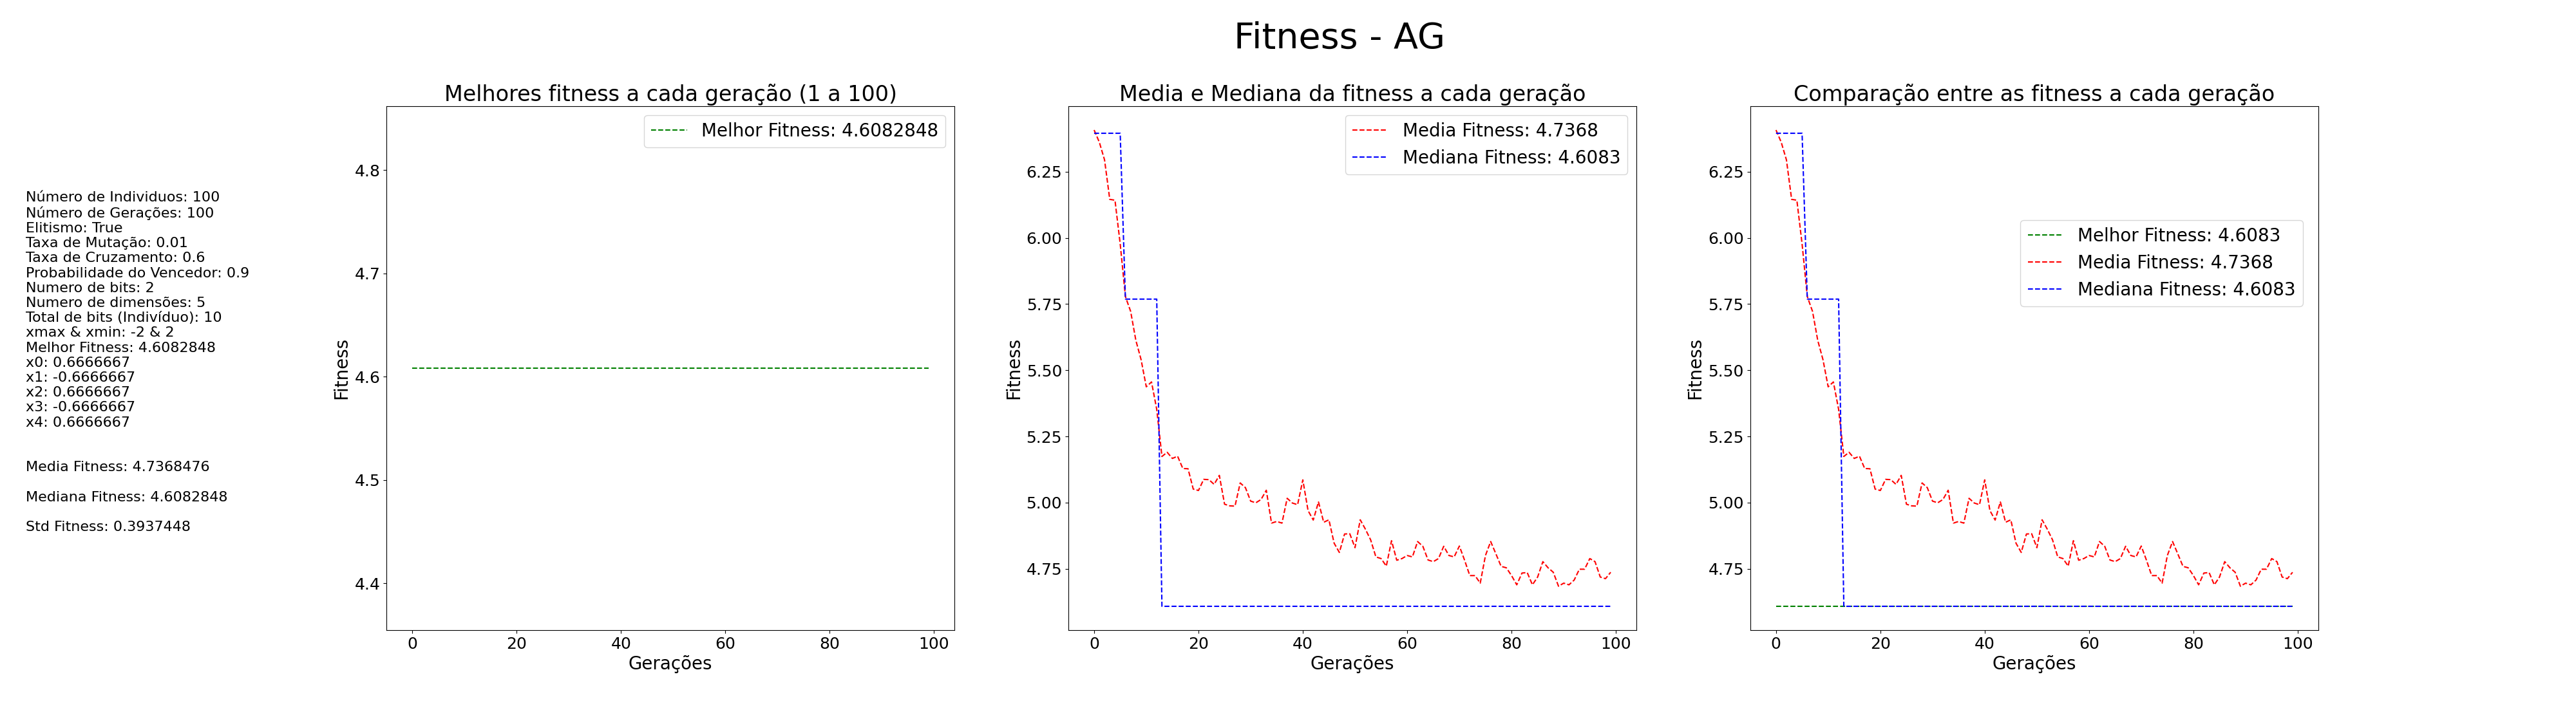 Fitness - AG
Número de Individuos: 100
Número de Gerações: 100
Elitismo: True
Taxa de Mutação: 0.01
Taxa de Cruzamento: 0.6
Probabilidade do Vencedor: 0.9
Numero de bits: 2
Numero de dimensões: 5
Total de bits (Indivíduo): 10
xmax & xmin: -2 & 2
Melhor Fitness: 4.6082848
x0: 0.6666667
x1: -0.6666667
x2: 0.6666667
x3: -0.6666667
x4: 0.6666667
Media Fitness: 4.7368476
Mediana Fitness: 4.6082848
Std Fitness: 0.3937448
Melhores fitness a cada geração (1 a 100)
Melhor Fitness: 4.6082848
Fitness
4.8
4.7
4.6
4.5
4.4
0 20 40 60 80 100
Gerações
Media e Mediana da fitness a cada geração
Media Fitness: 4.7368
Mediana Fitness: 4.6083
Fitness
6.25
6.00
5.75
5.50
5.25
5.00
4.75
0 20 40 60 80 100
Gerações
Comparação entre as fitness a cada geração
Melhor Fitness: 4.6083
Media Fitness: 4.7368
Mediana Fitness: 4.6083
Fitness
6.25
6.00
5.75
5.50
5.25
5.00
4.75
0 20 40 60 80 100
Gerações